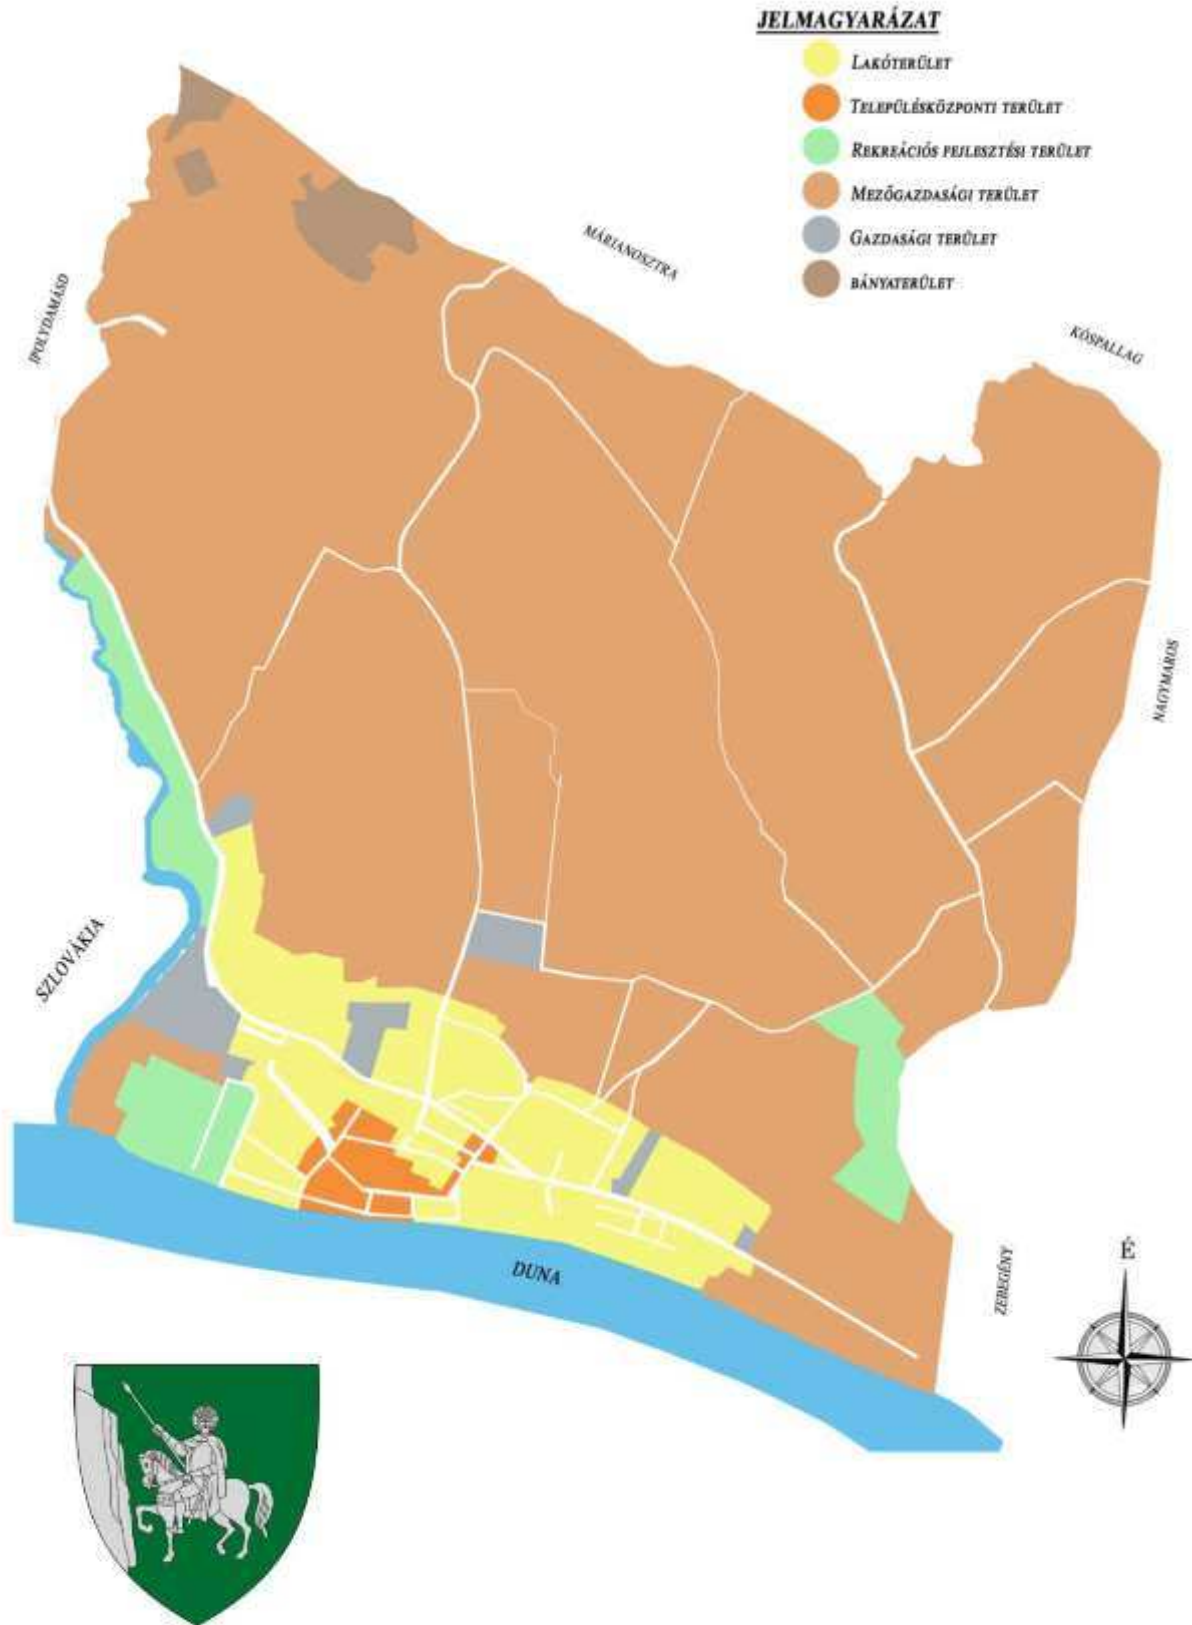 JELMAGYARÁZAT
LAKÓTERÜLET
TELEPÜLÉSKÖZPONTI TERÜLET
REKREÁCIÓS FEJLESZTÉSI TERÜLET
MEZŐGAZDASÁGI TERÜLET
GAZDASÁGI TERÜLET
BÁNYATERÜLET
MÁRIANOSZTRA
KÓSPALLAG
IPOLYDAMÁSD
NAGYMAROS
SZLOVÁKIA
DUNA
ZEBEGÉNY
É